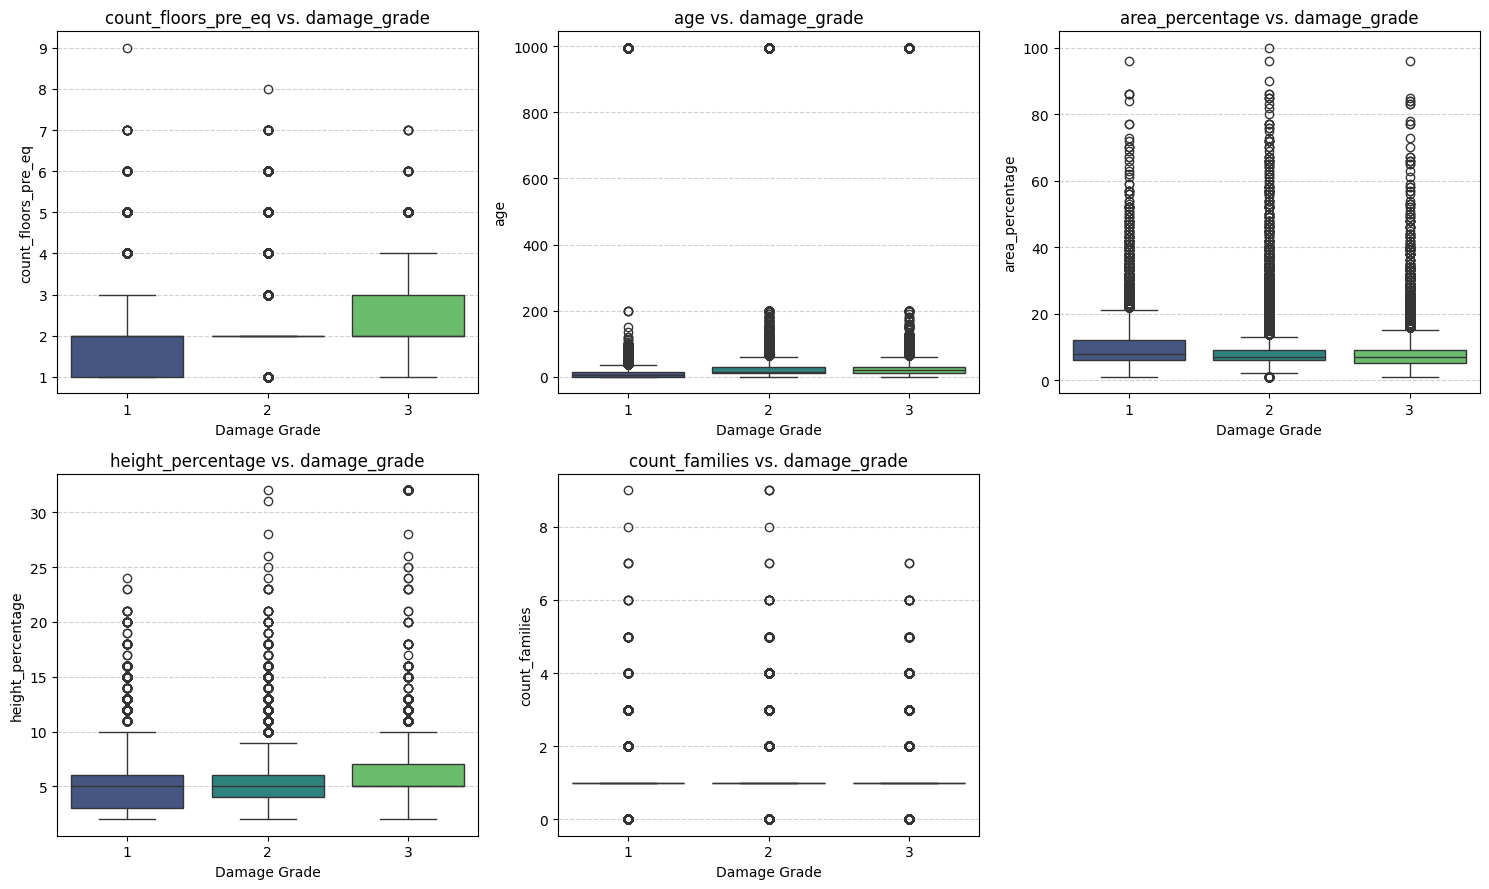 count_floors_pre_eq vs. damage_grade
count_floors_pre_eq
9
8
7
6
5
4
3
2
1
1 2 3
Damage Grade
age vs. damage_grade
age
1000
800
600
400
200
0
1 2 3
Damage Grade
area_percentage vs. damage_grade
area_percentage
100
80
60
40
20
0
1 2 3
Damage Grade
height_percentage vs. damage_grade
height_percentage
30
25
20
15
10
5
1 2 3
Damage Grade
count_families vs. damage_grade
count_families
8
6
4
2
0
1 2 3
Damage Grade